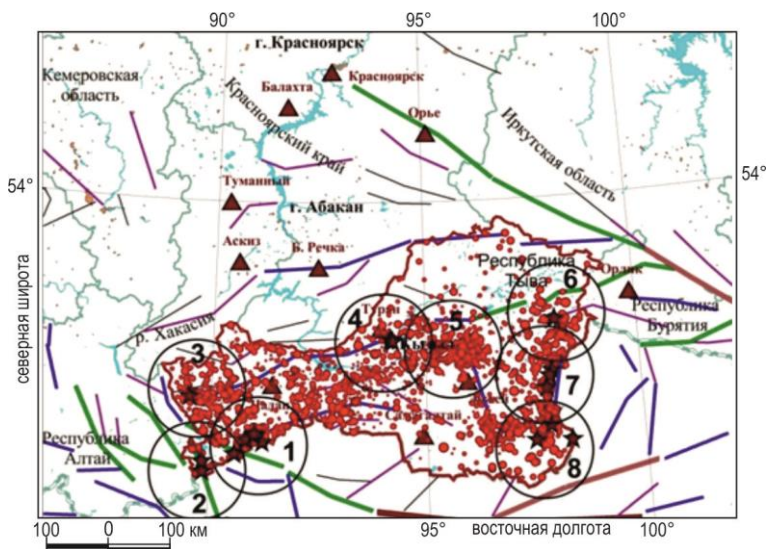 90° 95° 100°
г. Красноярск
Кемеровская
область
Красноярск
Балахта
Красноярский край
Орье
Иркутская область
54°
54°
Туманный
г. Абакан
Аскиз
Б. Речка
Республика
Тыва
Орлик
6
Республика
Бурятия
северная широта
р. Хакасия
4
Туран
5
3
7
Республика
Алтай
1
2
8
100 0 100 км
95° восточная долгота 100°